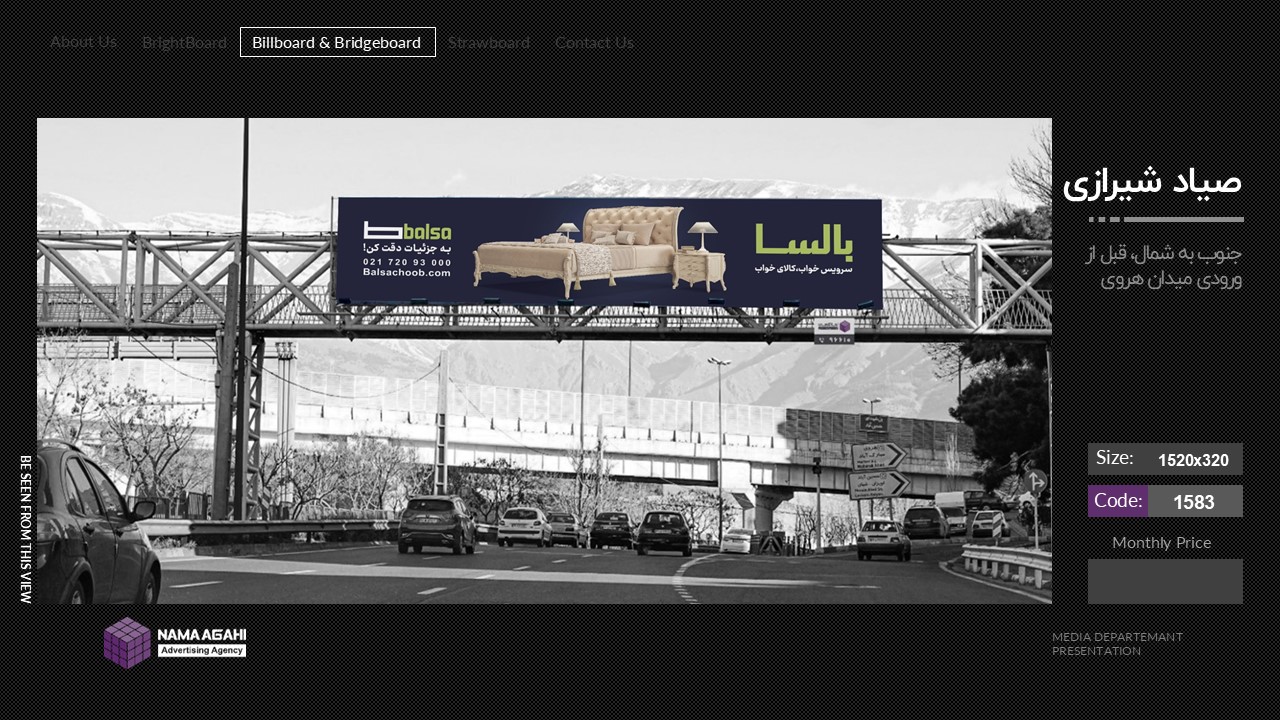 About Us
BrightBoard
Billboard & Bridgeboard
Strawboard
Contact Us
صیاد شیرازی
جنوب به شمال، قبل از
ورودی میدان هروی
balsa
به جزئیات دقت کن!
021 720 93 000
Balsachoob.com
بالسا
سرویس خواب،کالای خواب
Size: 1520x320
Code: 1583
Monthly Price
BE SEEN FROM THIS VIEW
NAMA AGAHI
Advertising Agency
MEDIA DEPARTEMANT
PRESENTATION